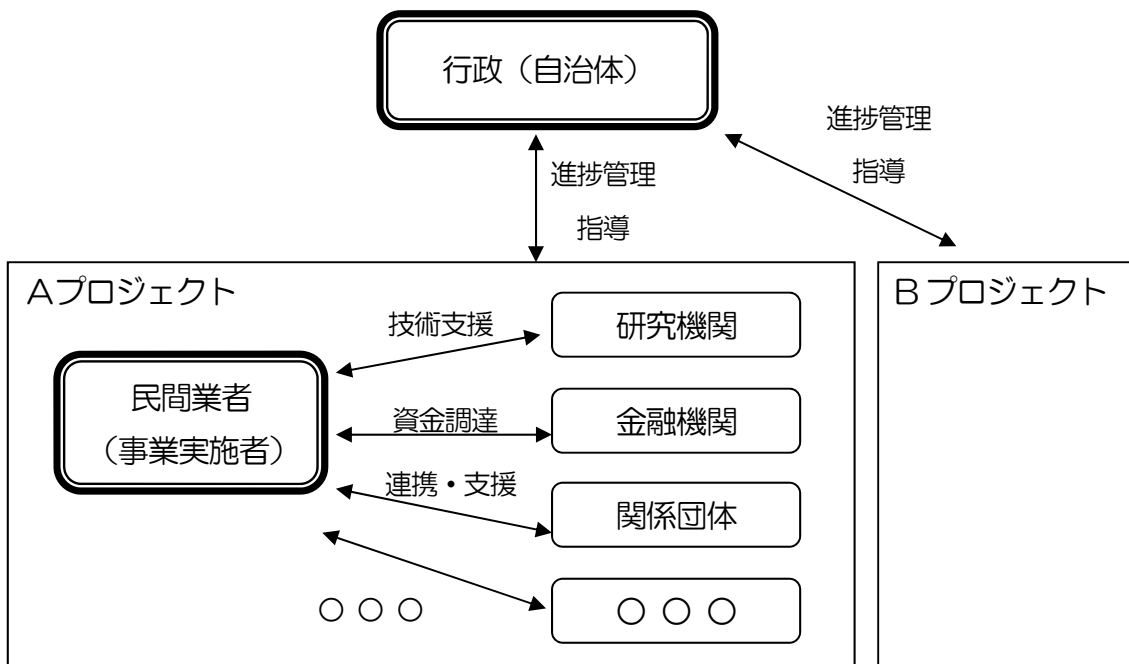 行政（自治体）
進捗管理
指導
進捗管理
指導
Aプロジェクト
Bプロジェクト
技術支援
研究機関
民間業者
（事業実施者）
資金調達
金融機関
連携・支援
関係団体
○○○
○○○